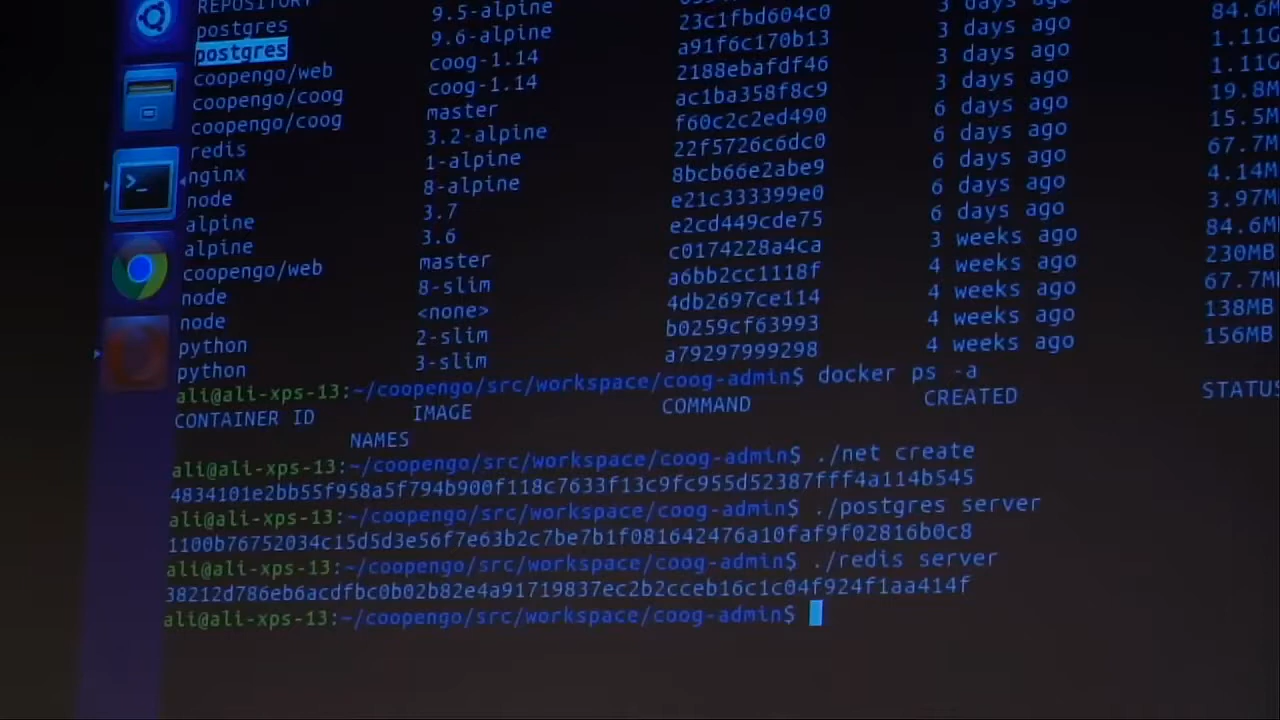 REPOSITORY
postgres 9.5-alpine
postgres 9.6-alpine 23c1fbd604c0 3 days ago
coopengo/web coog-1.14 a91f6c170b13 3 days ago 84.6M
coopengo/coog coog-1.14 2188ebafdf46 3 days ago 1.11G
coopengo/coog master ac1ba358f8c9 3 days ago 1.11G
redis 3.2-alpine f60c2c2ed490 6 days ago 19.8M
nginx 1-alpine 22f5726c6dc0 6 days ago 15.5M
node 8-alpine 8bcb66e2abe9 6 days ago 67.7M
alpine 3.7 e21c333399e0 6 days ago 4.14M
alpine 3.6 e2cd449cde75 6 days ago 3.97M
coopengo/web master c0174228a4ca 3 weeks ago 84.6M
node 8-slim a6bb2cc1118f 4 weeks ago 230MB
node <none> 4db2697ce114 4 weeks ago 67.7M
python 2-slim b0259cf63993 4 weeks ago 138MB
python 3-slim a79297999298 4 weeks ago 156MB
ali@ali-xps-13:~/coopengo/src/workspace/coog-admin$ docker ps -a
CONTAINER ID IMAGE COMMAND CREATED STATUS
NAMES
ali@ali-xps-13:~/coopengo/src/workspace/coog-admin$ ./net create
4834101e2bb55f958a5f794b900f118c7633f13c9fc955d52387fff4a114b545
ali@ali-xps-13:~/coopengo/src/workspace/coog-admin$ ./postgres server
1100b76752034c15d5d3e56f7e63b2c7be7b1f081642476a10faf9f02816b0c8
ali@ali-xps-13:~/coopengo/src/workspace/coog-admin$ ./redis server
38212d786eb6acdfbc0b02b82e4a91719837ec2b2cceb16c1c04f924f1aa414f
ali@ali-xps-13:~/coopengo/src/workspace/coog-admin$